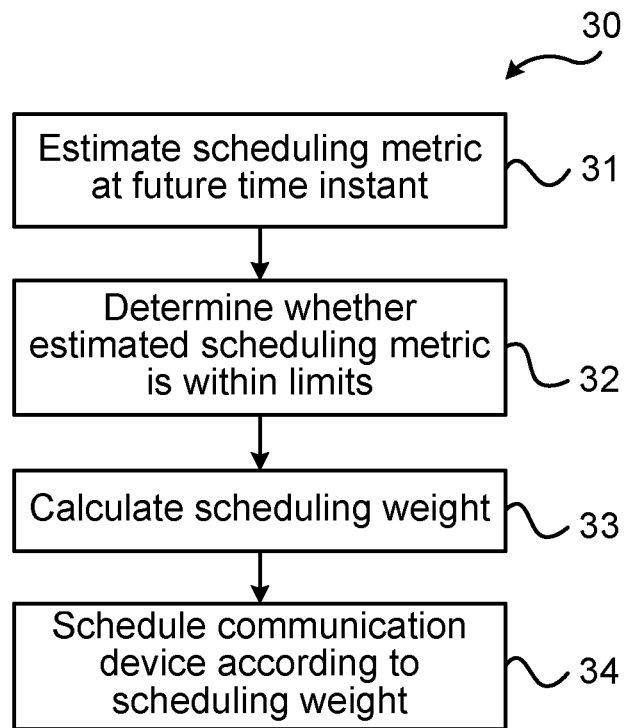 30
Estimate scheduling metric
at future time instant
31
Determine whether
estimated scheduling metric
is within limits
32
Calculate scheduling weight
33
Schedule communication
device according to
scheduling weight
34